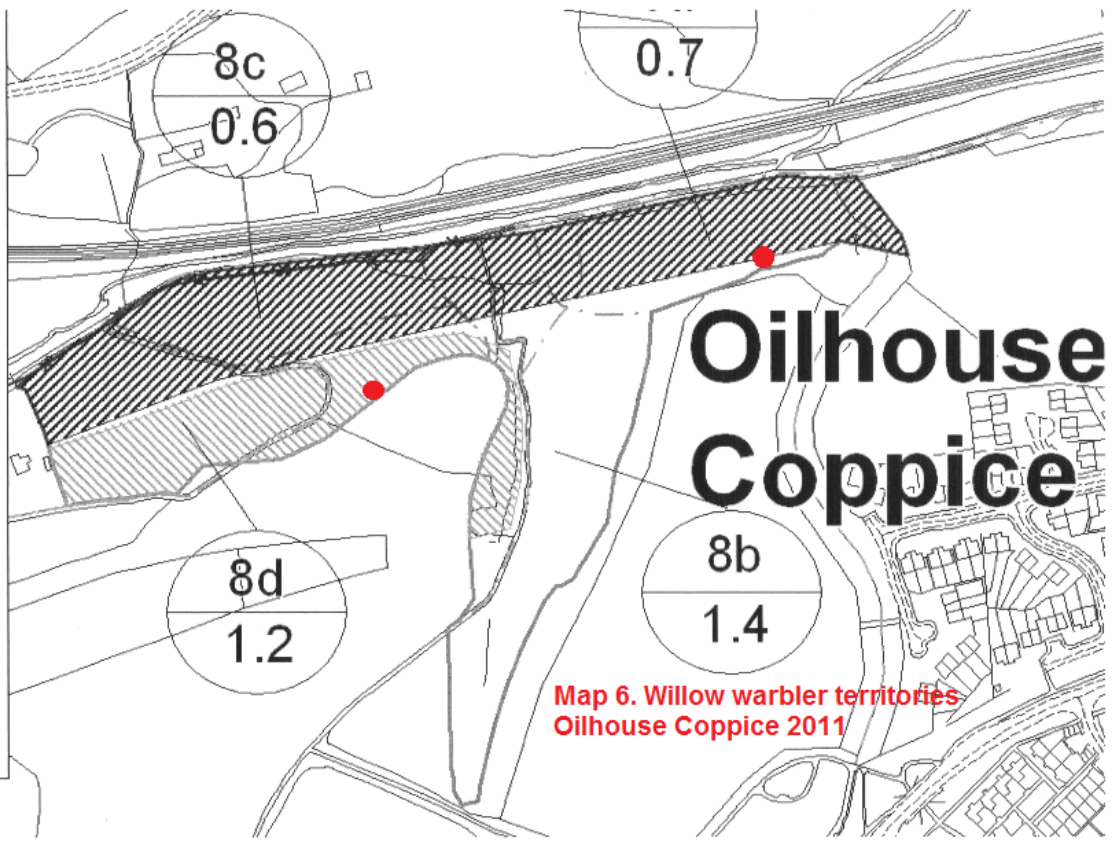 8c
0.6
0.7
Oilhouse
Coppice
8d
1.2
8b
1.4
Map 6. Willow warbler territories
Oilhouse Coppice 2011